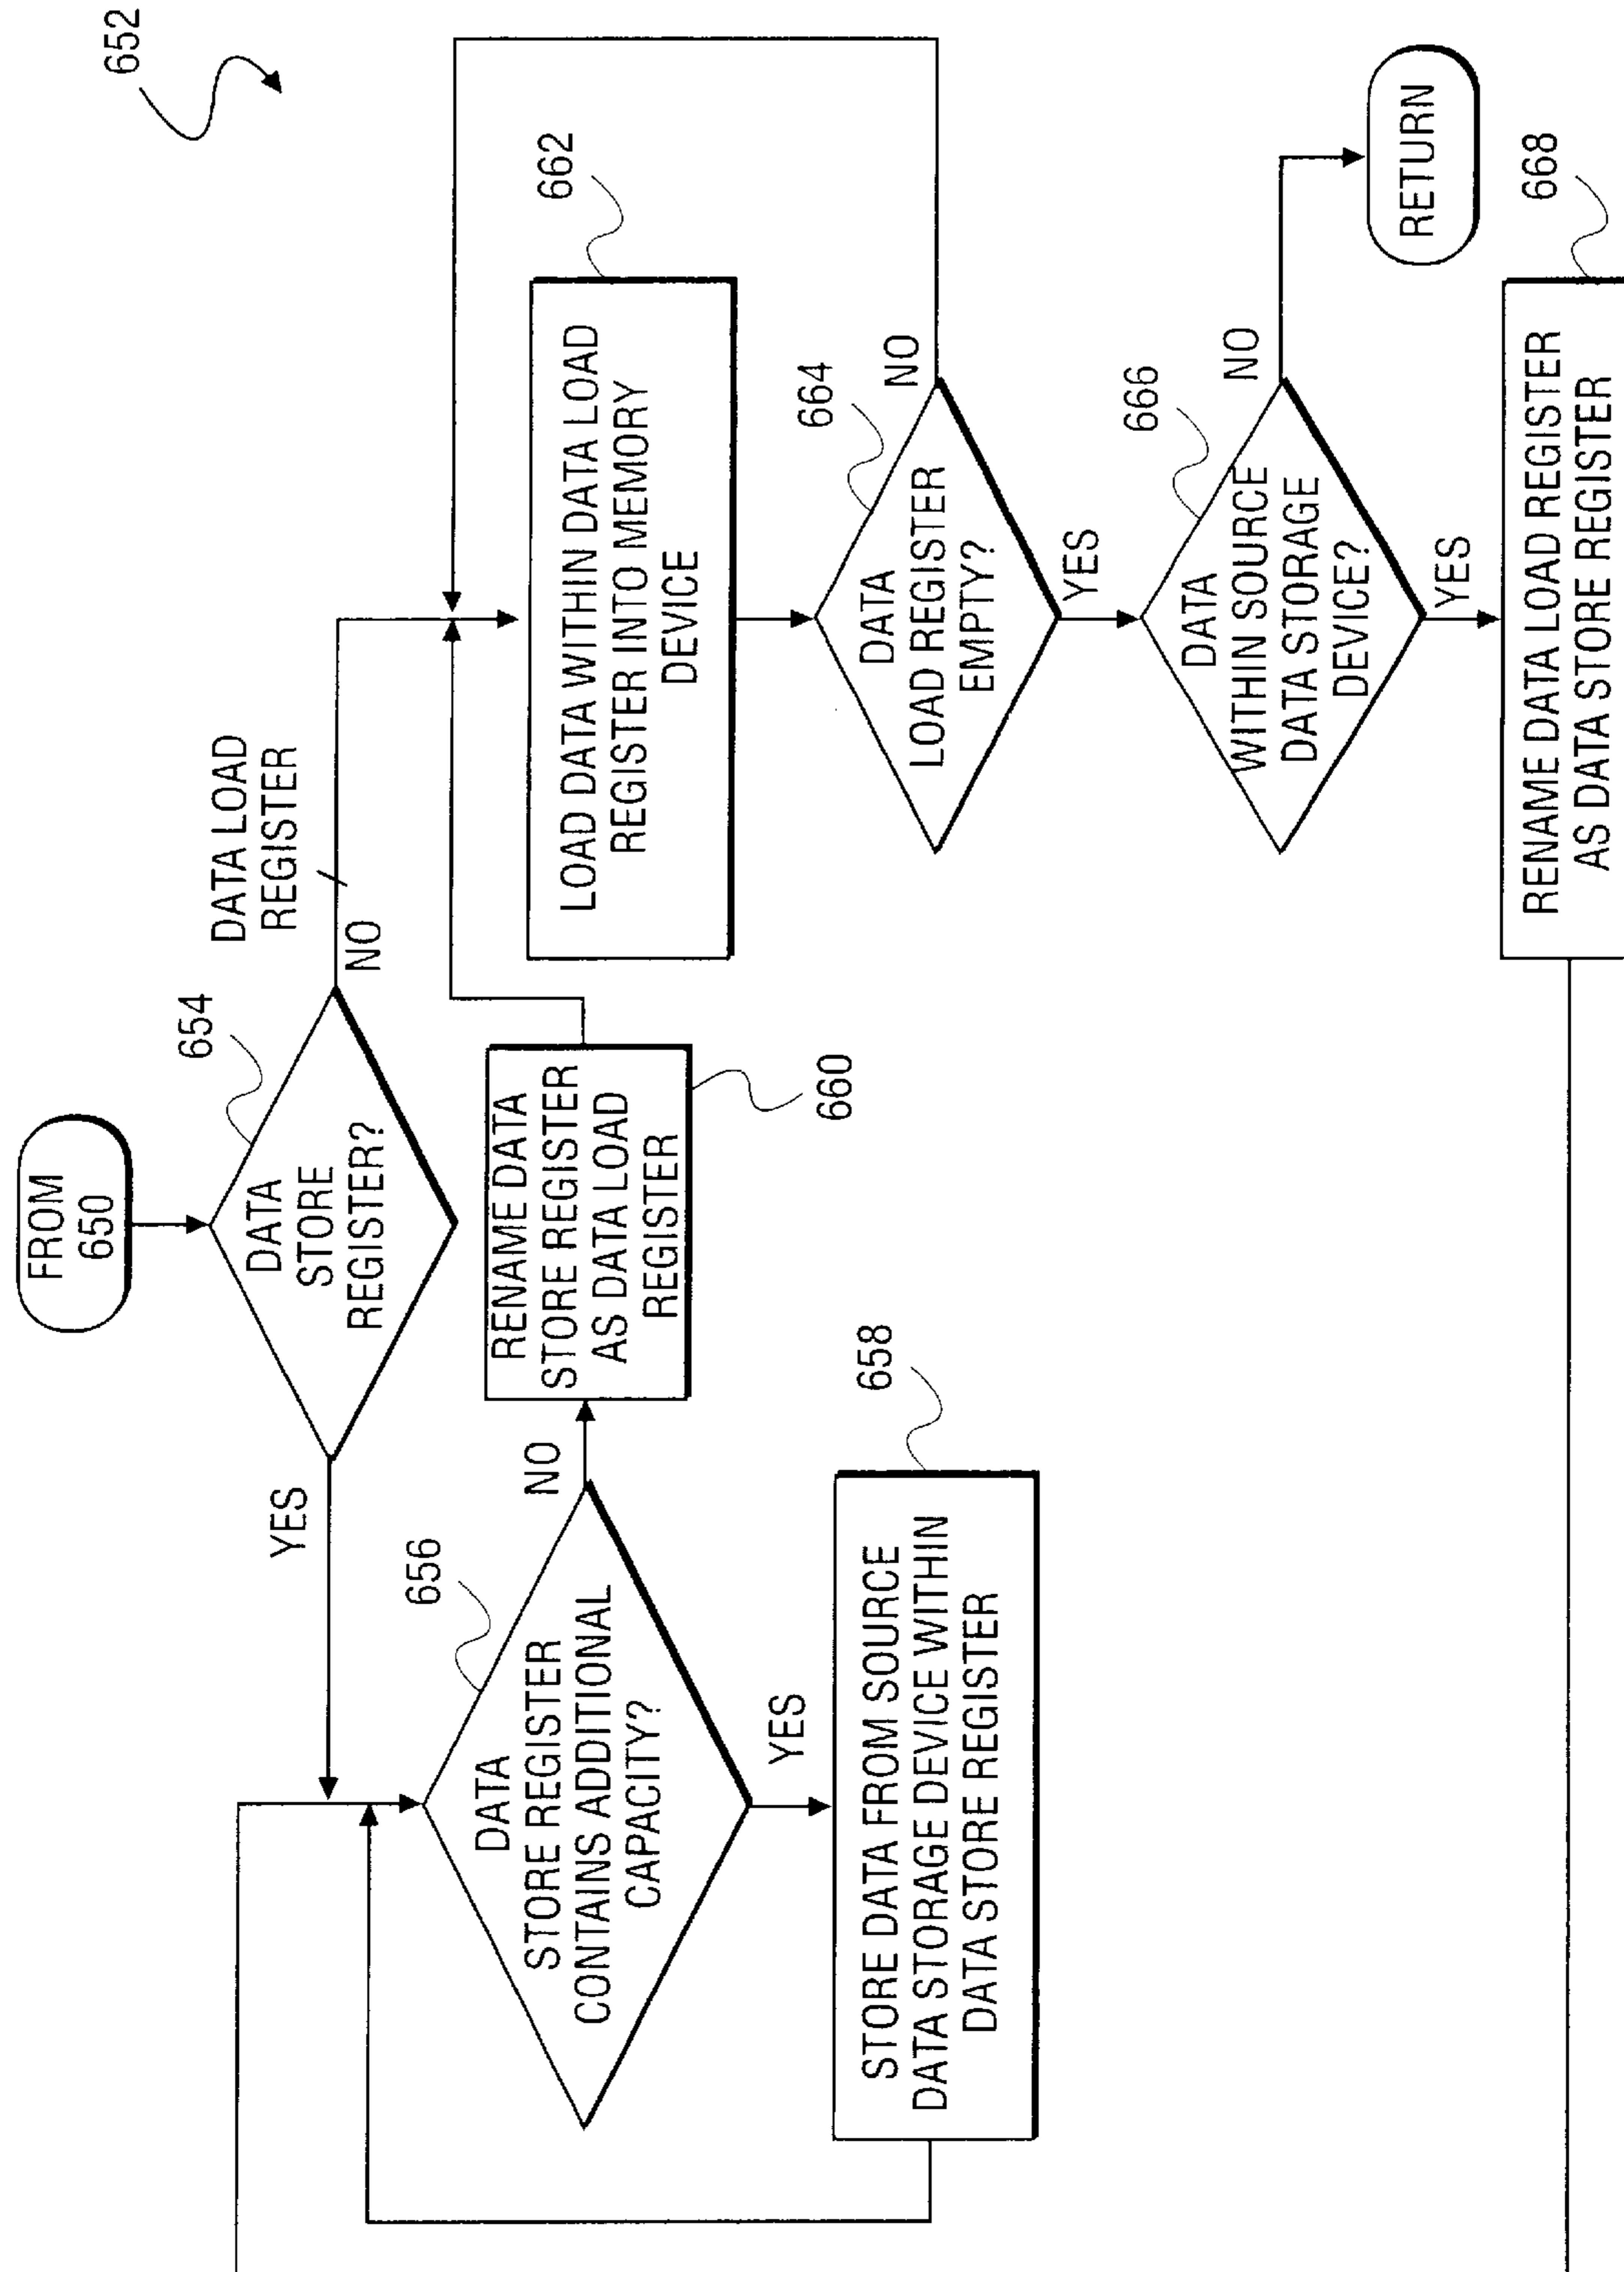 652
FROM
650
654
DATA
STORE
REGISTER?
YES
NO
DATA LOAD
REGISTER
656
DATA
STORE REGISTER
CONTAINS ADDITIONAL
CAPACITY?
NO
YES
RENAME DATA
STORE REGISTER
AS DATA LOAD
REGISTER
660
658
STORE DATA FROM SOURCE
DATA STORAGE DEVICE WITHIN
DATA STORE REGISTER
662
LOAD DATA WITHIN DATA LOAD
REGISTER INTO MEMORY
DEVICE
664
DATA
LOAD REGISTER
EMPTY?
NO
YES
666
DATA
WITHIN SOURCE
DATA STORAGE
DEVICE?
NO
YES
RETURN
668
RENAME DATA LOAD REGISTER
AS DATA STORE REGISTER